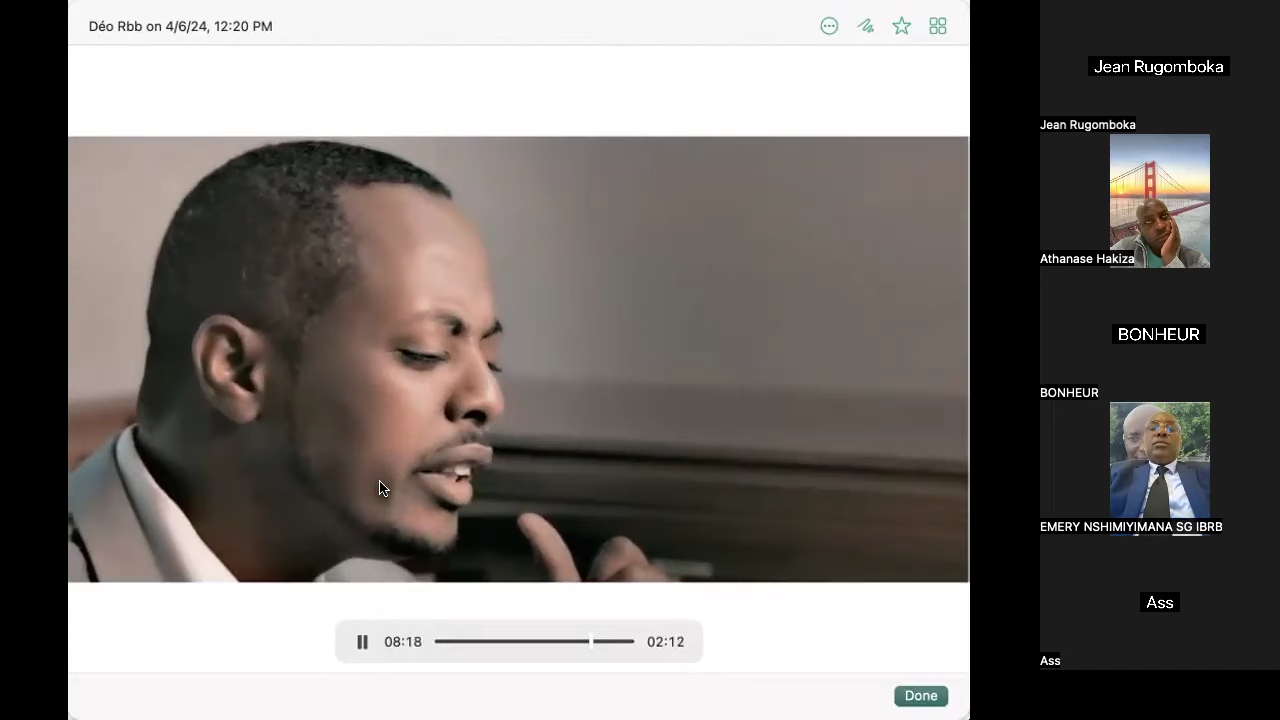 Déo Rbb on 4/6/24, 12:20 PM
08:18
02:12
Done
Jean Rugomboka
Jean Rugomboka
Athanase Hakiza
BONHEUR
BONHEUR
EMERY NSHIMIYIMANA SG IBRB
Ass
Ass